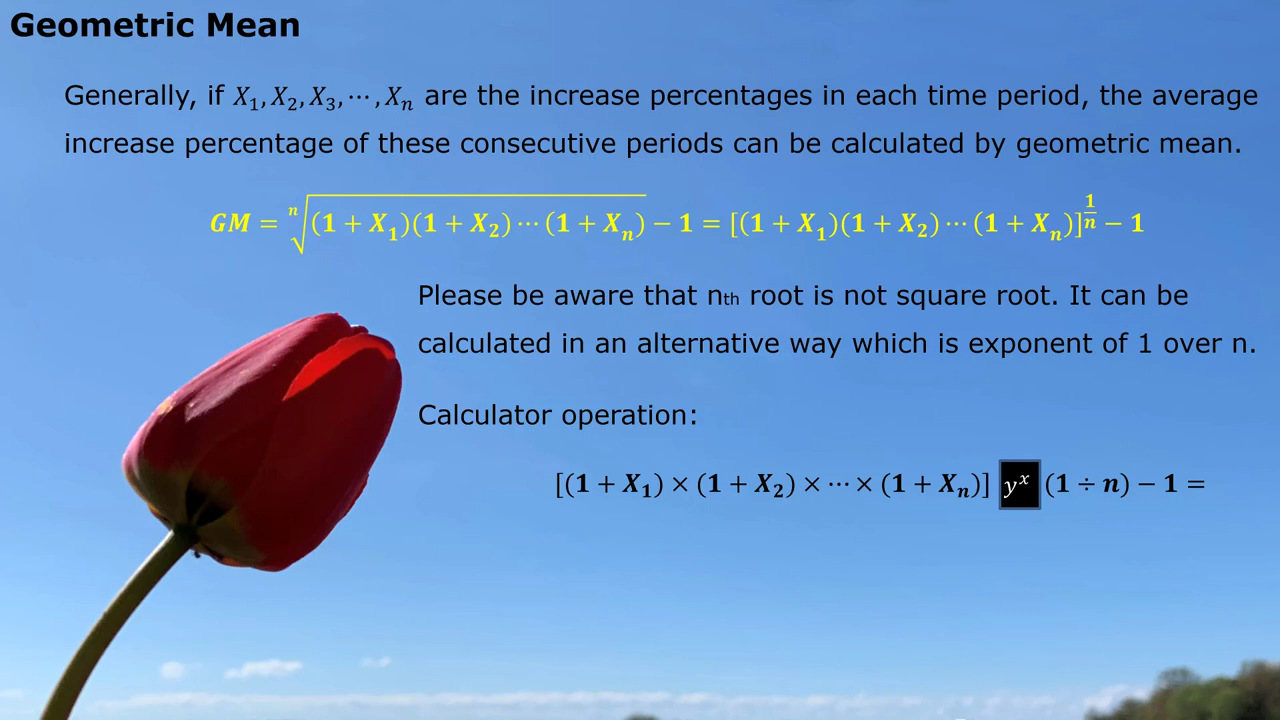 Geometric Mean
Generally, if X₁, X₂, X₃, ⋯ , Xₙ are the increase percentages in each time period, the average
increase percentage of these consecutive periods can be calculated by geometric mean.
GM = ⁿ√((1 + X₁)(1 + X₂) ⋯ (1 + Xₙ)) − 1 = [(1 + X₁)(1 + X₂) ⋯ (1 + Xₙ)]^(1/n) − 1
Please be aware that nth root is not square root. It can be
calculated in an alternative way which is exponent of 1 over n.
Calculator operation:
[(1 + X₁) × (1 + X₂) × ⋯ × (1 + Xₙ)] yˣ (1 ÷ n) − 1 =